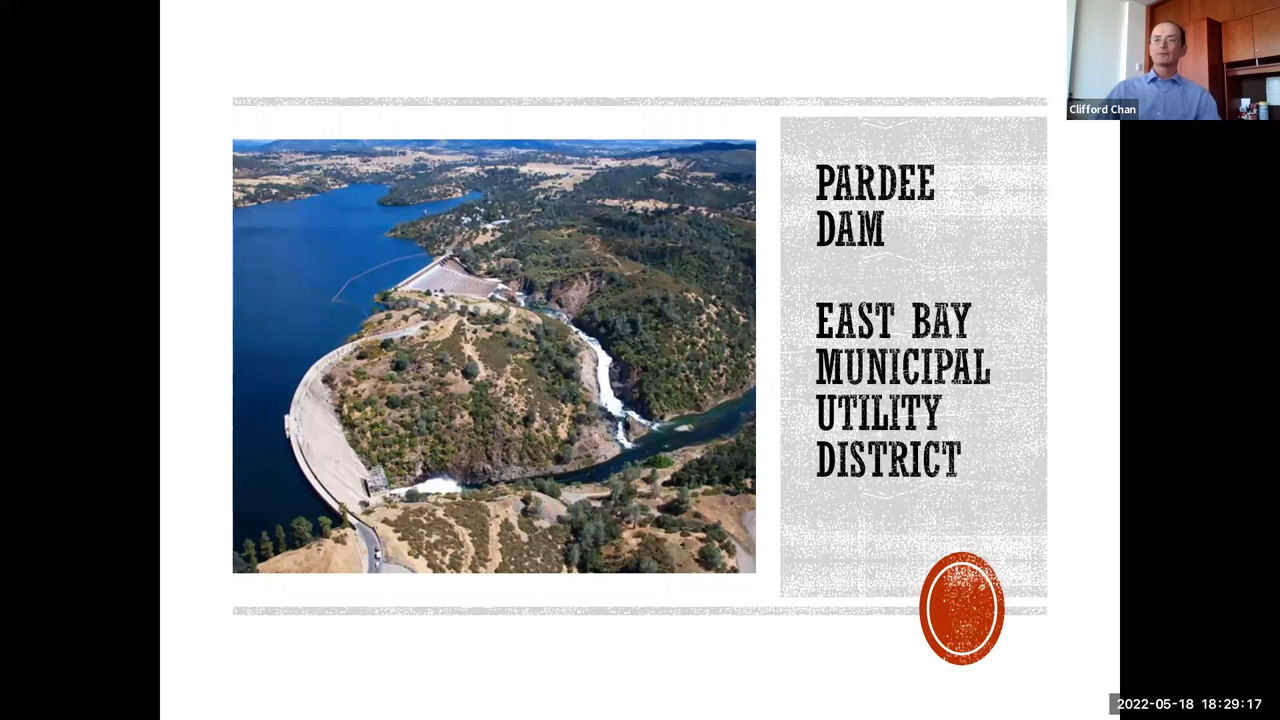 Clifford Chan
PARDEE
DAM
EAST BAY
MUNICIPAL
UTILITY
DISTRICT
2022-05-18 18:29:17